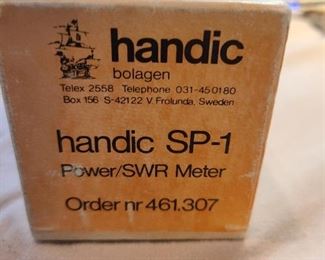 handic
bolagen
Telex 2558 Telephone 031-450180
Box 156 S-42122 V. Frolunda, Sweden
handic SP-1
Power/SWR Meter
Order nr 461.307